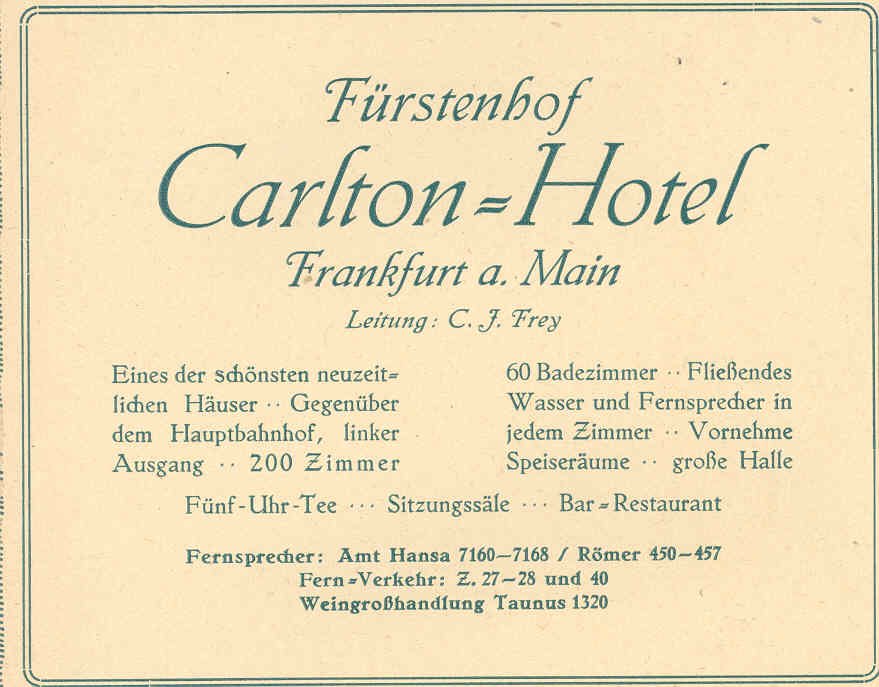 Fürstenhof
Carlton=Hotel
Frankfurt a. Main
Leitung: C. J. Frey
Eines der schönsten neuzeit=
lichen Häuser ·· Gegenüber
dem Hauptbahnhof, linker
Ausgang ·· 200 Zimmer
60 Badezimmer ·· Fließendes
Wasser und Fernsprecher in
jedem Zimmer ·· Vornehme
Speiseräume ·· große Halle
Fünf-Uhr-Tee ··· Sitzungssäle ··· Bar=Restaurant
Fernsprecher: Amt Hansa 7160—7168 / Römer 450—457
Fern=Verkehr: Z. 27—28 und 40
Weingroßhandlung Taunus 1320